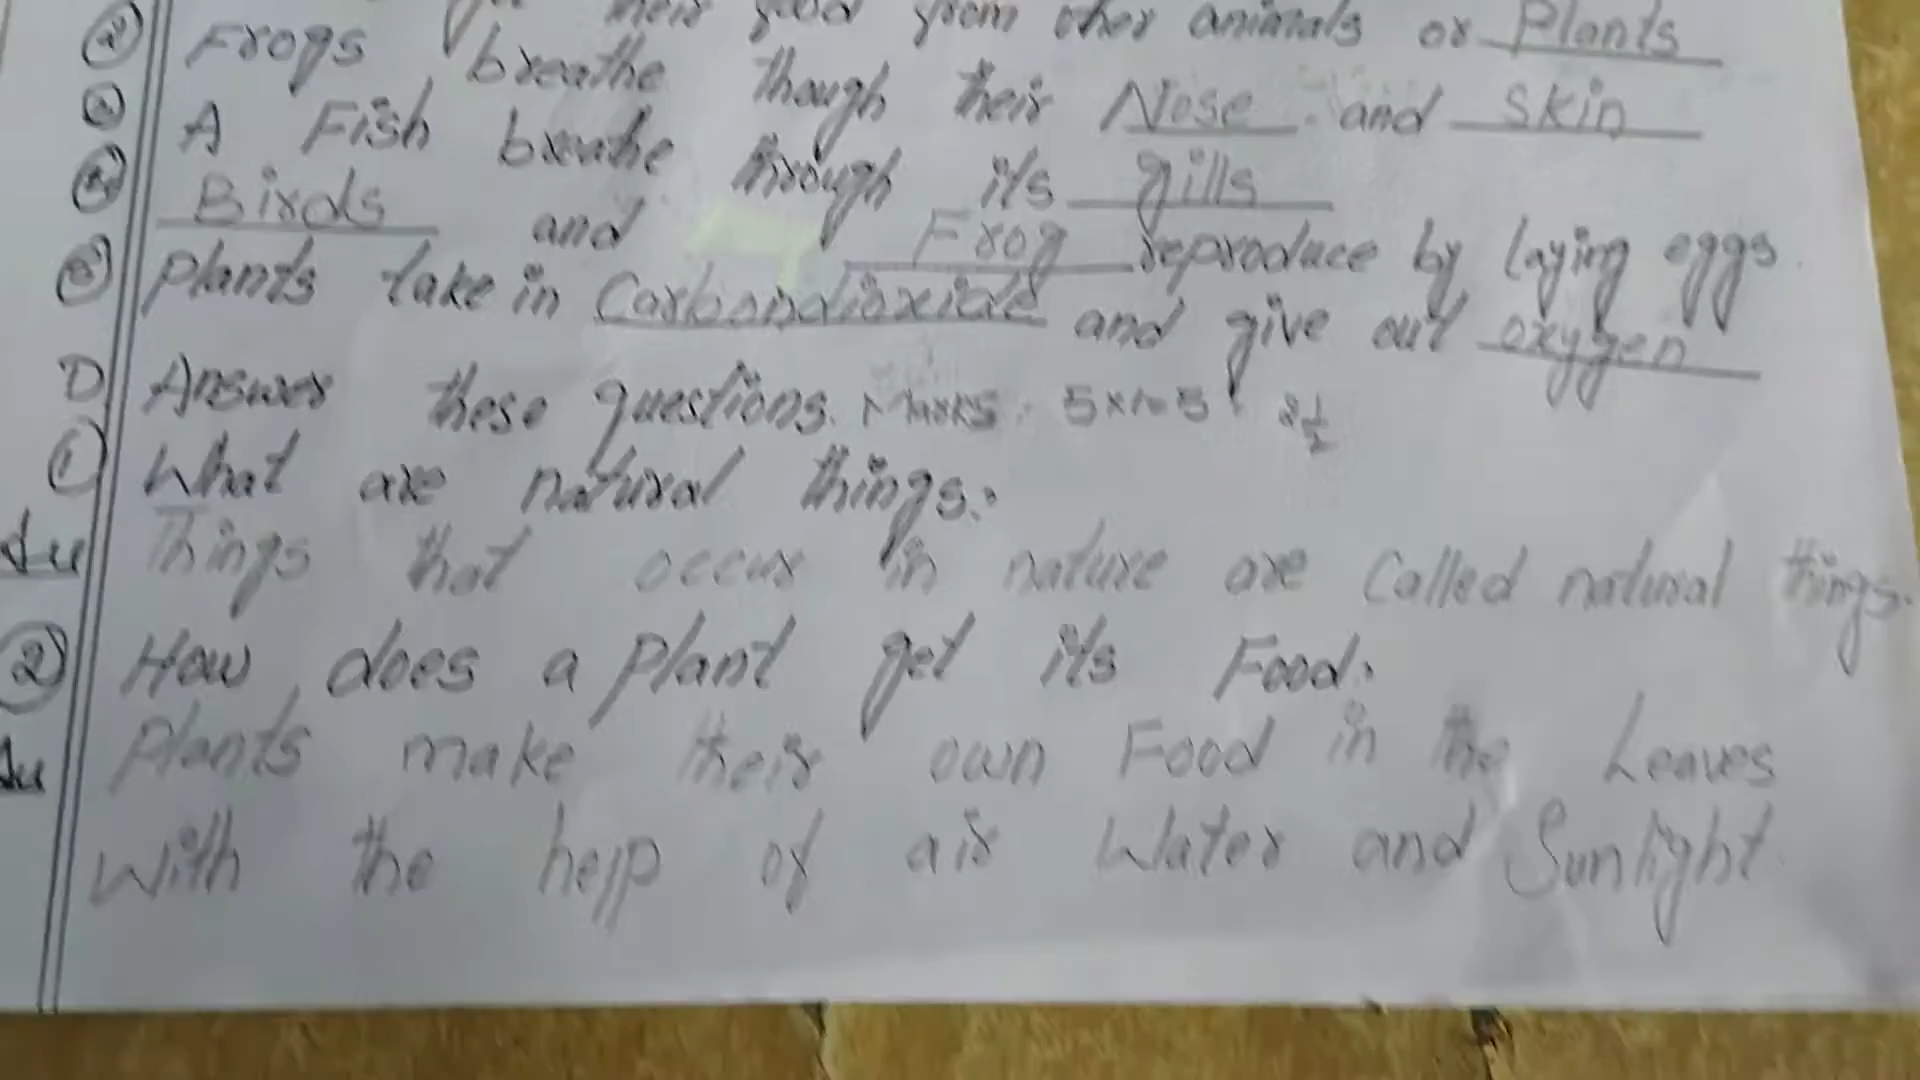 their food from other animals or Plants
② Frogs breathe though their Nose and Skin
A Fish breathe through its gills
Birds and Frog reproduce by laying eggs.
⑤ Plants take in Carbondioxide and give out oxygen
D Answer these questions. Marks. 5x1=5
① What are natural things.
Things that occur in nature are Called natural things.
② How does a Plant get its Food.
Plants make their own Food in the Leaves
With the help of air Water and Sunlight